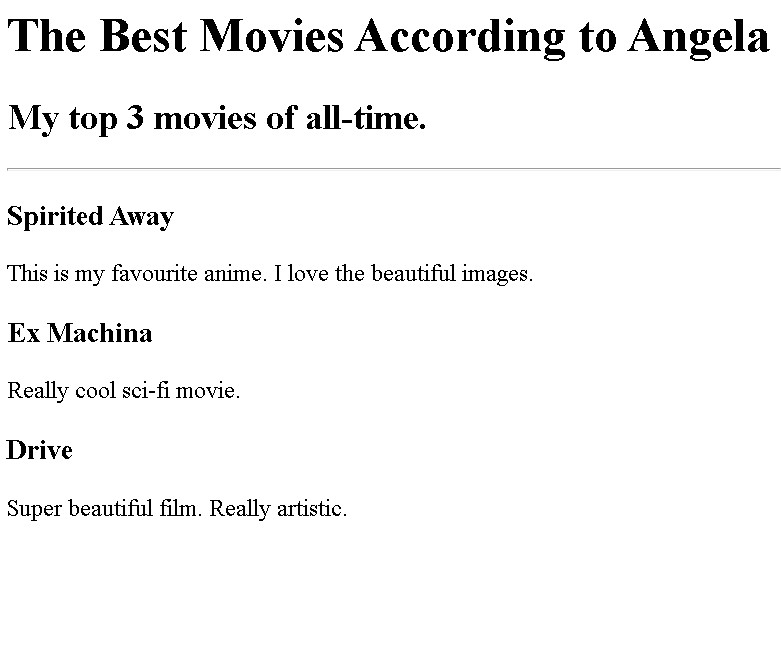 The Best Movies According to Angela
My top 3 movies of all-time.
Spirited Away
This is my favourite anime. I love the beautiful images.
Ex Machina
Really cool sci-fi movie.
Drive
Super beautiful film. Really artistic.